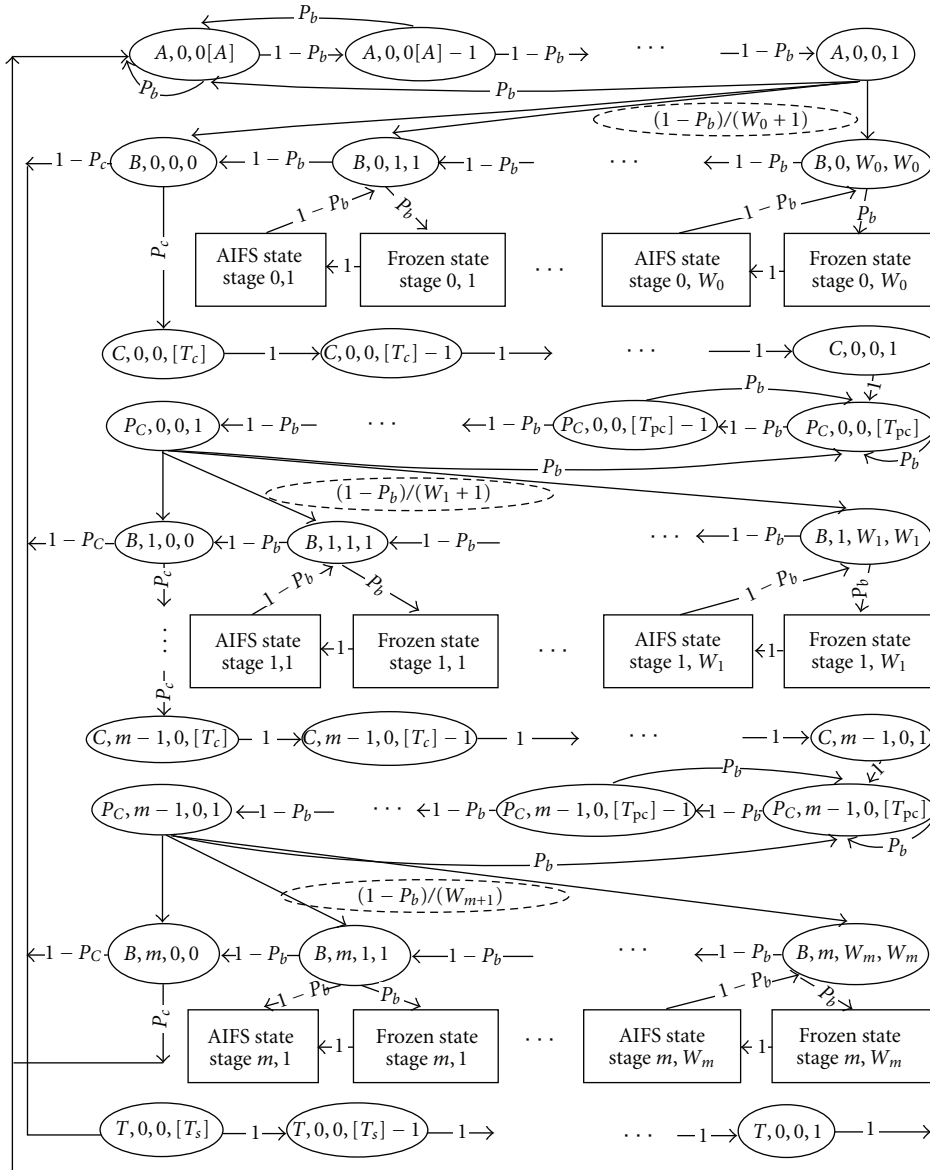 P_b
A, 0, 0[A] 1 − P_b A, 0, 0[A] − 1 1 − P_b · · · 1 − P_b A, 0, 0, 1
P_b P_b
(1 − P_b)/(W_0 + 1)
1 − P_c B, 0, 0, 0 1 − P_b B, 0, 1, 1 1 − P_b · · · 1 − P_b B, 0, W_0, W_0
1 − P_b P_b 1 − P_b P_b
P_c
AIFS state Frozen state AIFS state Frozen state
stage 0,1 1 stage 0, 1 · · · stage 0, W_0 1 stage 0, W_0
C, 0, 0, [T_c] 1 C, 0, 0, [T_c] − 1 1 · · · 1 C, 0, 0, 1
P_b 1
P_C, 0, 0, 1 1 − P_b · · · 1 − P_b P_C, 0, 0, [T_pc] − 1 1 − P_b P_C, 0, 0, [T_pc]
P_b P_b
(1 − P_b)/(W_1 + 1)
1 − P_C B, 1, 0, 0 1 − P_b B, 1, 1, 1 1 − P_b · · · 1 − P_b B, 1, W_1, W_1
P_c 1 − P_b P_b 1 − P_b P_b
· · ·
AIFS state Frozen state AIFS state Frozen state
stage 1,1 1 stage 1, 1 · · · stage 1, W_1 1 stage 1, W_1
P_c
C, m − 1, 0, [T_c] 1 C, m − 1, 0, [T_c] − 1 1 · · · 1 C, m − 1, 0, 1
P_b 1
P_C, m − 1, 0, 1 1 − P_b · · · 1 − P_b P_C, m − 1, 0, [T_pc] − 1 1 − P_b P_C, m − 1, 0, [T_pc]
P_b P_b
(1 − P_b)/(W_{m+1})
1 − P_C B, m, 0, 0 1 − P_b B, m, 1, 1 1 − P_b · · · 1 − P_b B, m, W_m, W_m
1 − P_b P_b 1 − P_b P_b
P_c
AIFS state Frozen state AIFS state Frozen state
stage m, 1 1 stage m, 1 · · · stage m, W_m 1 stage m, W_m
T, 0, 0, [T_s] 1 T, 0, 0, [T_s] − 1 1 · · · 1 T, 0, 0, 1 1